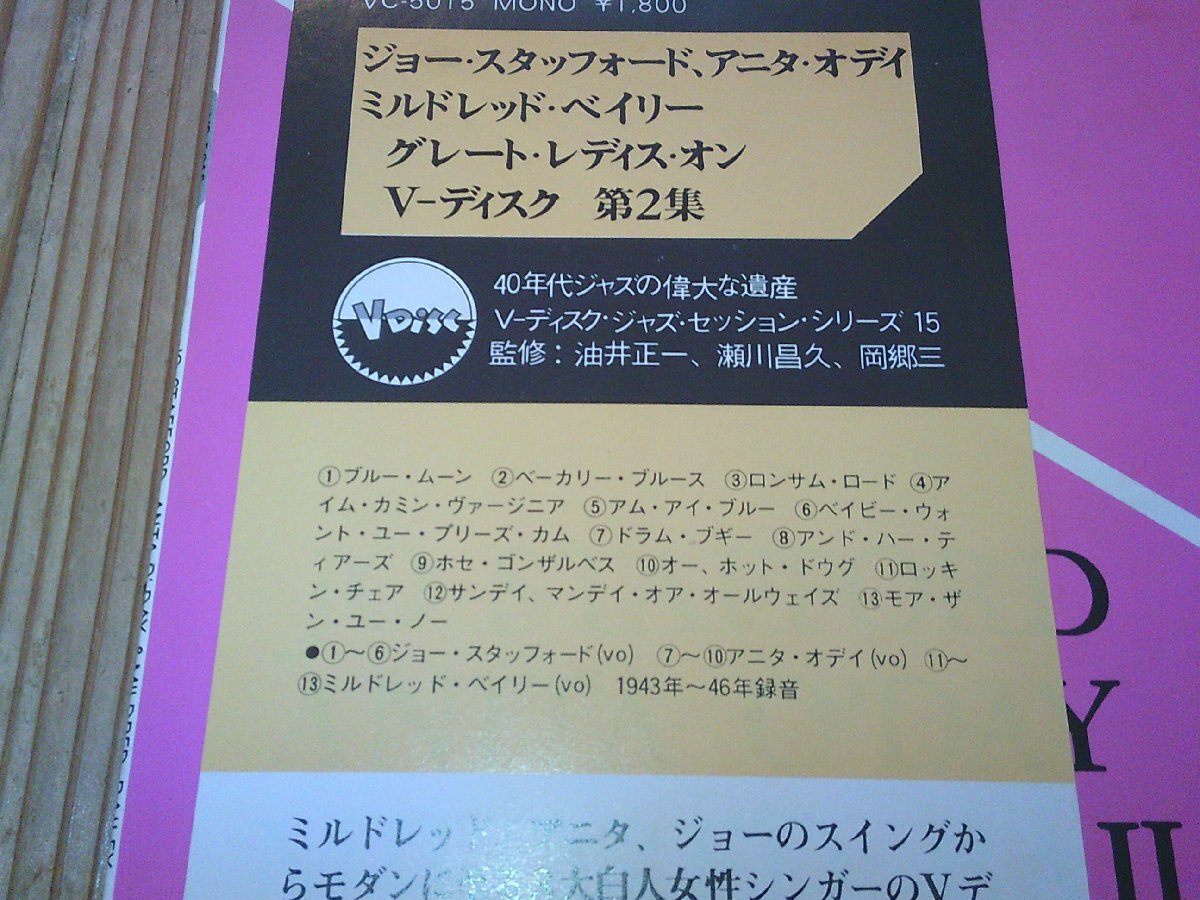 VC-5015 MONO ¥1,800
ジョー・スタッフォード、アニタ・オデイ
ミルドレッド・ベイリー
グレート・レディス・オン
V-ディスク 第2集
V DISC
40年代ジャズの偉大な遺産
V-ディスク・ジャズ・セッション・シリーズ 15
監修：油井正一、瀬川昌久、岡郷三
①ブルー・ムーン ②ベーカリー・ブルース ③ロンサム・ロード ④ア
イム・カミン・ヴァージニア ⑤アム・アイ・ブルー ⑥ベイビー・ウォ
ント・ユー・プリーズ・カム ⑦ドラム・ブギー ⑧アンド・ハー・テ
ィアーズ ⑨ホセ・ゴンザルベス ⑩オー、ホット・ドウグ ⑪ロッキ
ン・チェア ⑫サンデイ、マンデイ・オア・オールウェイズ ⑬モア・ザ
ン・ユー・ノー
●①〜⑥ジョー・スタッフォード(vo) ⑦〜⑩アニタ・オデイ(vo) ⑪〜
⑬ミルドレッド・ベイリー(vo) 1943年〜46年録音
ミルドレッ アニタ、ジョーのスイングか
らモダンに 大白人女性シンガーのVデ
D
Y
II
JO STAFFORD, ANITA O'DAY & MILDRED BAILEY